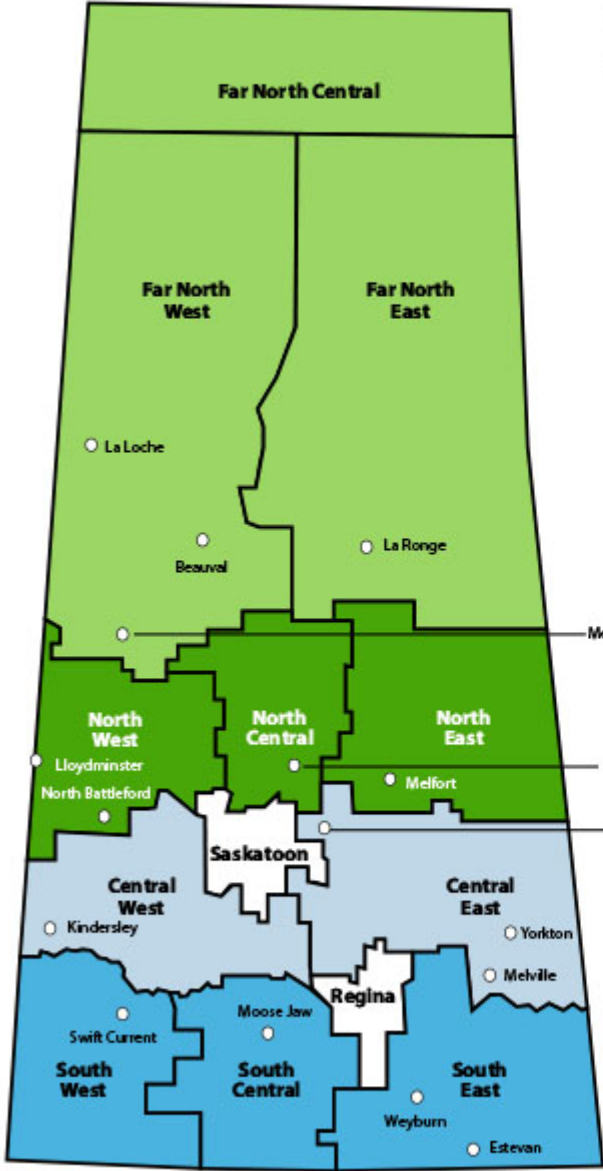 Far North Central
Far North
West
Far North
East
La Loche
Beauval
La Ronge
North
West
North
Central
North
East
Lloydminster
North Battleford
Melfort
Saskatoon
Central
West
Central
East
Kindersley
Yorkton
Melville
Regina
Swift Current
Moose Jaw
South
West
South
Central
South
East
Weyburn
Estevan